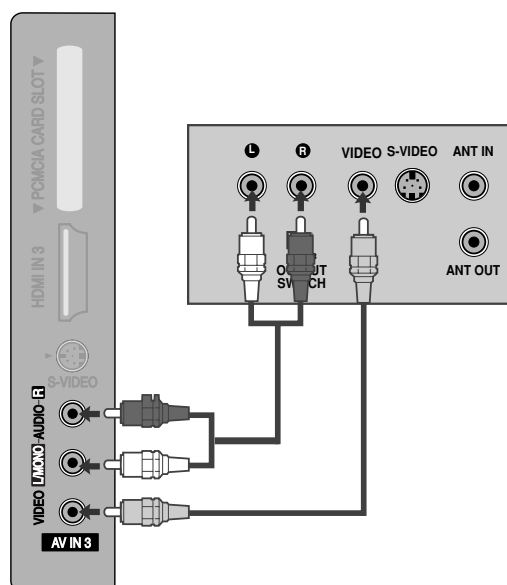 ▼ PCMCIA CARD SLOT ▼
HDMI IN 3
S-VIDEO
VIDEO L/MONO-AUDIO-R
AV IN 3
L R VIDEO S-VIDEO ANT IN
ANT OUT
SWITCH